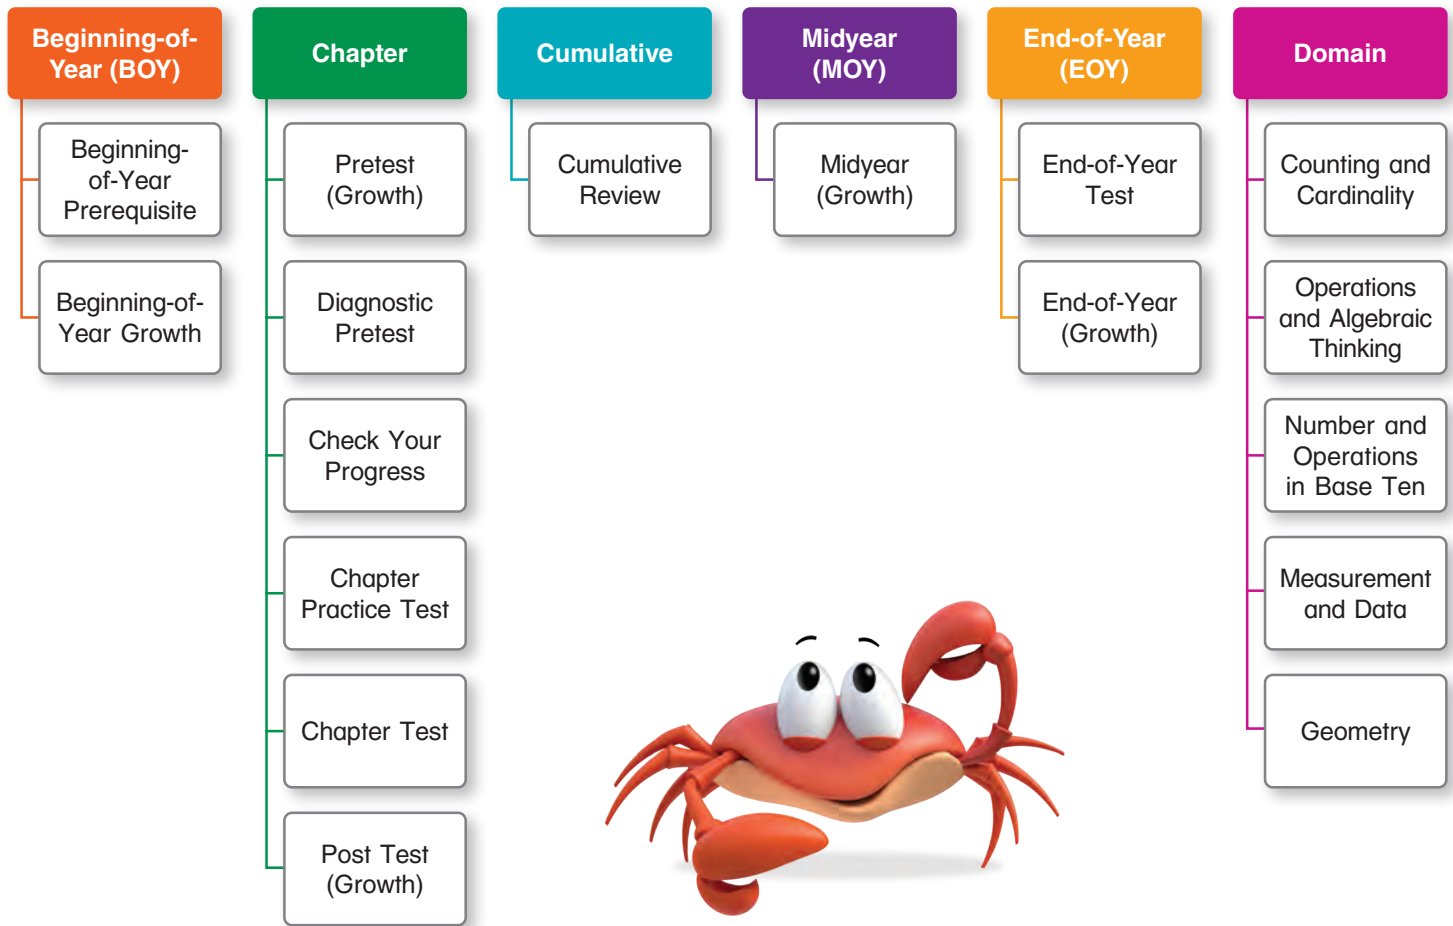 Beginning-of-
Year (BOY)
Beginning-
of-Year
Prerequisite
Beginning-of-
Year Growth
Chapter
Pretest
(Growth)
Diagnostic
Pretest
Check Your
Progress
Chapter
Practice Test
Chapter Test
Post Test
(Growth)
Cumulative
Cumulative
Review
Midyear
(MOY)
Midyear
(Growth)
End-of-Year
(EOY)
End-of-Year
Test
End-of-Year
(Growth)
Domain
Counting and
Cardinality
Operations
and Algebraic
Thinking
Number and
Operations
in Base Ten
Measurement
and Data
Geometry